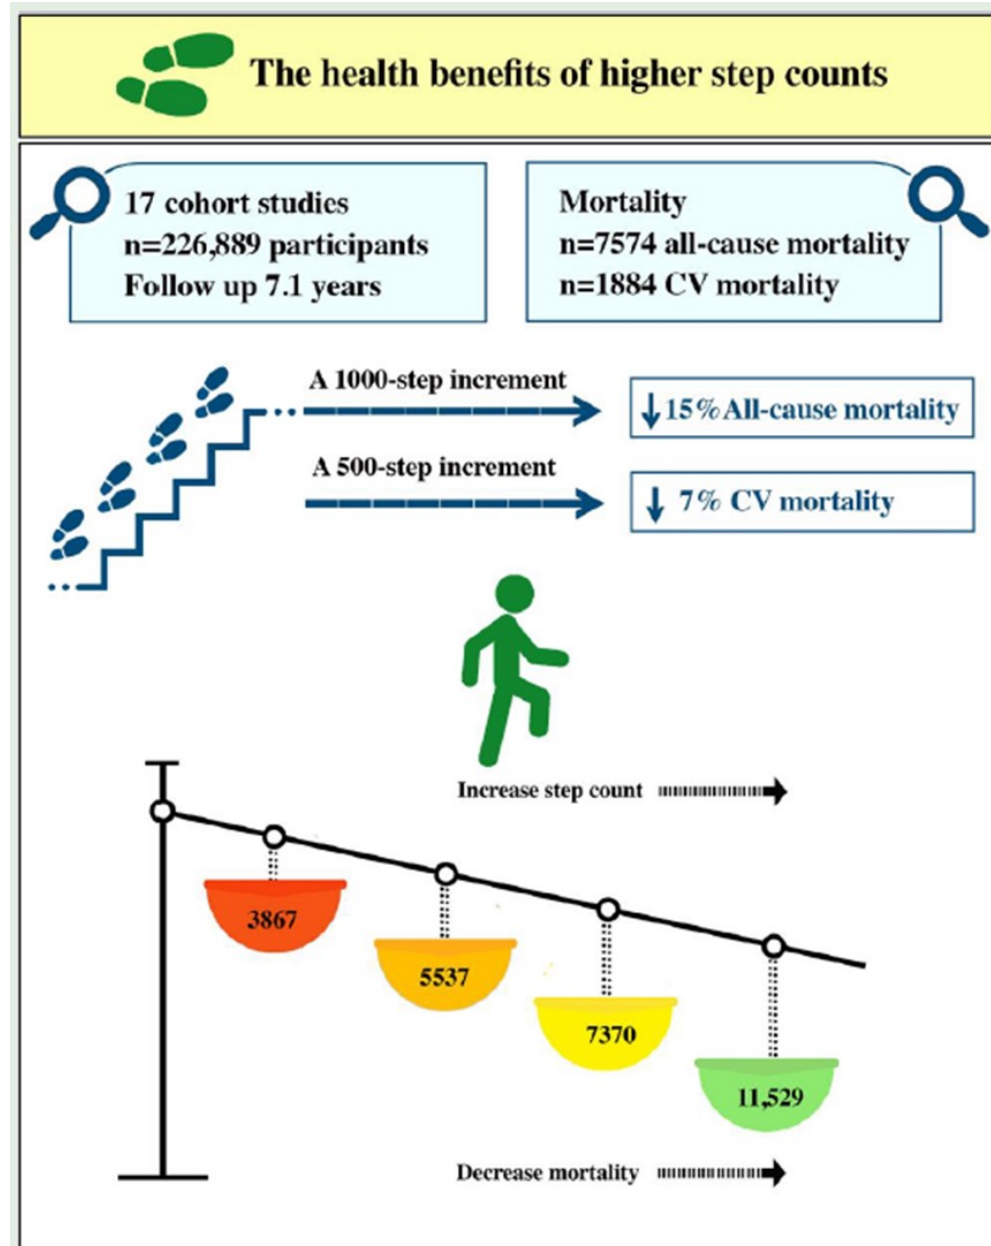 The health benefits of higher step counts
17 cohort studies
n=226,889 participants
Follow up 7.1 years
Mortality
n=7574 all-cause mortality
n=1884 CV mortality
A 1000-step increment
↓15% All-cause mortality
A 500-step increment
↓ 7% CV mortality
Increase step count
3867
5537
7370
11,529
Decrease mortality